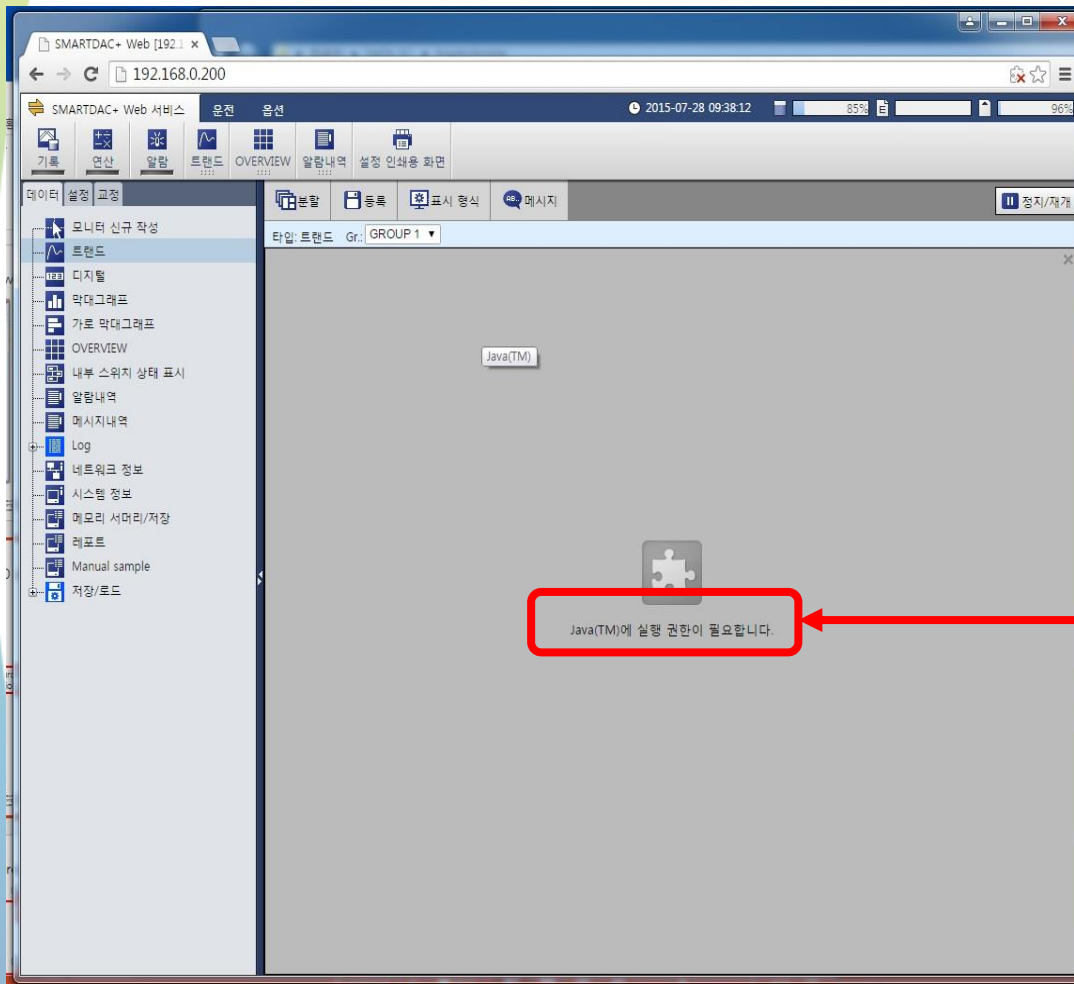 SMARTDAC+ Web [192.1
192.168.0.200
SMARTDAC+ Web 서비스 운전 옵션 2015-07-28 09:38:12 85% 96%
기록 연산 알람 트랜드 OVERVIEW 알람내역 설정 인쇄용 화면
데이터 설정 교정
분할 등록 표시 형식 메시지 정지/재개
타입: 트랜드 Gr.: GROUP 1
모니터 신규 작성
트랜드
디지털
막대그래프
가로 막대그래프
OVERVIEW
내부 스위치 상태 표시
알람내역
메시지내역
Log
네트워크 정보
시스템 정보
메모리 서머리/저장
레포트
Manual sample
저장/로드
Java(TM)
Java(TM)에 실행 권한이 필요합니다.